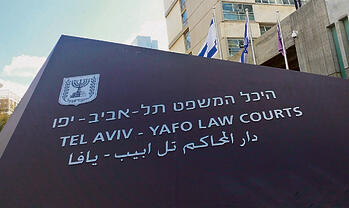 היכל המשפט תל-אביב-יפו
TEL AVIV - YAFO LAW COURTS
دار المحاكم تل ابيب - يافا